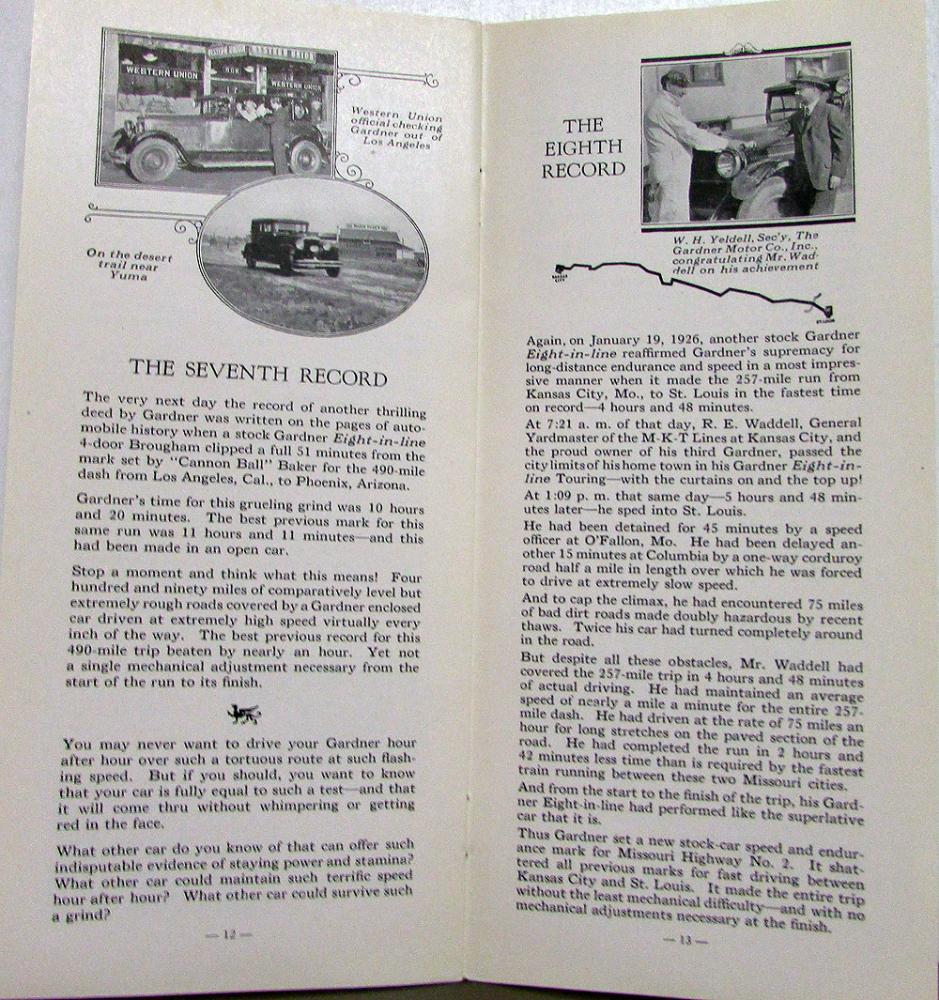 WESTERN UNION
WESTERN UNION
WESTERN UNION
Western Union
official checking
Gardner out of
Los Angeles
On the desert
trail near
Yuma
THE SEVENTH RECORD
The very next day the record of another thrilling
deed by Gardner was written on the pages of auto-
mobile history when a stock Gardner Eight-in-line
4-door Brougham clipped a full 51 minutes from the
mark set by "Cannon Ball" Baker for the 490-mile
dash from Los Angeles, Cal., to Phoenix, Arizona.
Gardner's time for this grueling grind was 10 hours
and 20 minutes. The best previous mark for this
same run was 11 hours and 11 minutes—and this
had been made in an open car.
Stop a moment and think what this means! Four
hundred and ninety miles of comparatively level but
extremely rough roads covered by a Gardner enclosed
car driven at extremely high speed virtually every
inch of the way. The best previous record for this
490-mile trip beaten by nearly an hour. Yet not
a single mechanical adjustment necessary from the
start of the run to its finish.
You may never want to drive your Gardner hour
after hour over such a tortuous route at such flash-
ing speed. But if you should, you want to know
that your car is fully equal to such a test—and that
it will come thru without whimpering or getting
red in the face.
What other car do you know of that can offer such
indisputable evidence of staying power and stamina?
What other car could maintain such terrific speed
hour after hour? What other car could survive such
a grind?
— 12 —
THE
EIGHTH
RECORD
W. H. Yeldell, Sec'y, The
Gardner Motor Co., Inc.,
congratulating Mr. Wad-
dell on his achievement
KANSAS
CITY
ST. LOUIS
Again, on January 19, 1926, another stock Gardner
Eight-in-line reaffirmed Gardner's supremacy for
long-distance endurance and speed in a most impres-
sive manner when it made the 257-mile run from
Kansas City, Mo., to St. Louis in the fastest time
on record—4 hours and 48 minutes.
At 7:21 a. m. of that day, R. E. Waddell, General
Yardmaster of the M-K-T Lines at Kansas City, and
the proud owner of his third Gardner, passed the
city limits of his home town in his Gardner Eight-in-
line Touring—with the curtains on and the top up!
At 1:09 p. m. that same day—5 hours and 48 min-
utes later—he sped into St. Louis.
He had been detained for 45 minutes by a speed
officer at O'Fallon, Mo. He had been delayed an-
other 15 minutes at Columbia by a one-way corduroy
road half a mile in length over which he was forced
to drive at extremely slow speed.
And to cap the climax, he had encountered 75 miles
of bad dirt roads made doubly hazardous by recent
thaws. Twice his car had turned completely around
in the road.
But despite all these obstacles, Mr. Waddell had
covered the 257-mile trip in 4 hours and 48 minutes
of actual driving. He had maintained an average
speed of nearly a mile a minute for the entire 257-
mile dash. He had driven at the rate of 75 miles an
hour for long stretches on the paved section of the
road. He had completed the run in 2 hours and
42 minutes less time than is required by the fastest
train running between these two Missouri cities.
And from the start to the finish of the trip, his Gard-
ner Eight-in-line had performed like the superlative
car that it is.
Thus Gardner set a new stock-car speed and endur-
ance mark for Missouri Highway No. 2. It shat-
tered all previous marks for fast driving between
Kansas City and St. Louis. It made the entire trip
without the least mechanical difficulty—and with no
mechanical adjustments necessary at the finish.
— 13 —